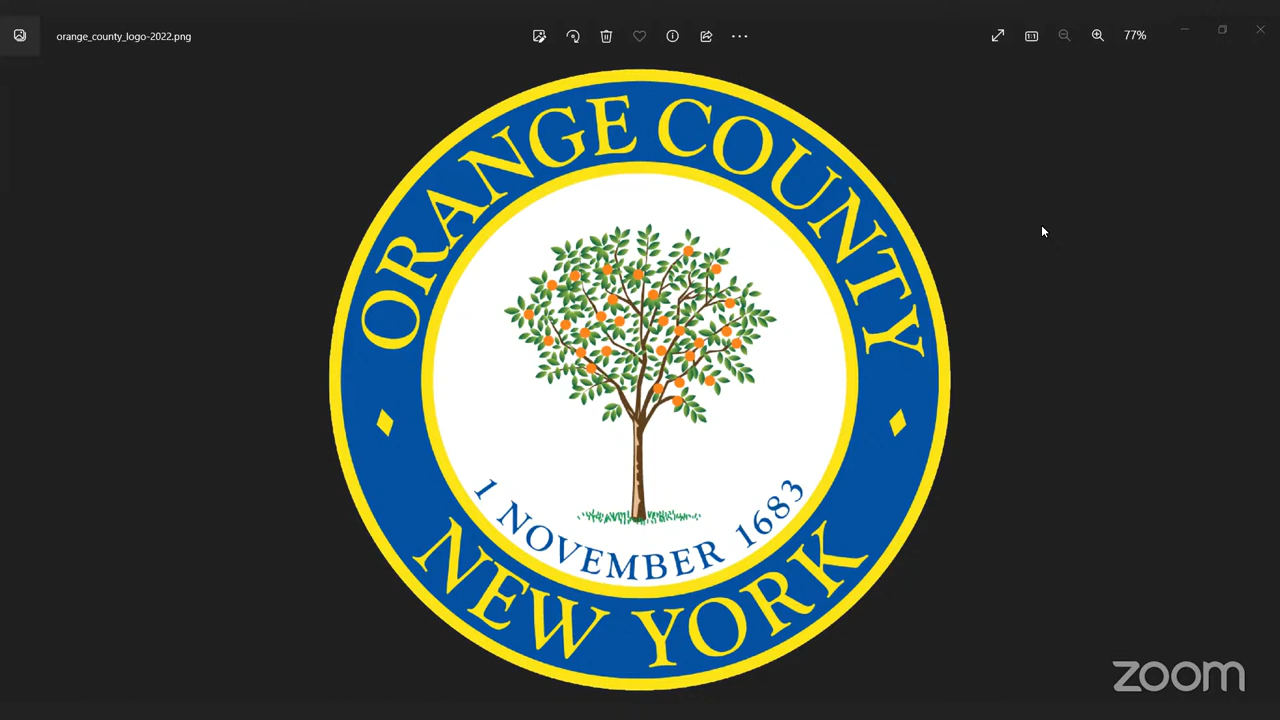 orange_county_logo-2022.png
77%
ORANGE COUNTY
1 NOVEMBER 1683
NEW YORK
zoom